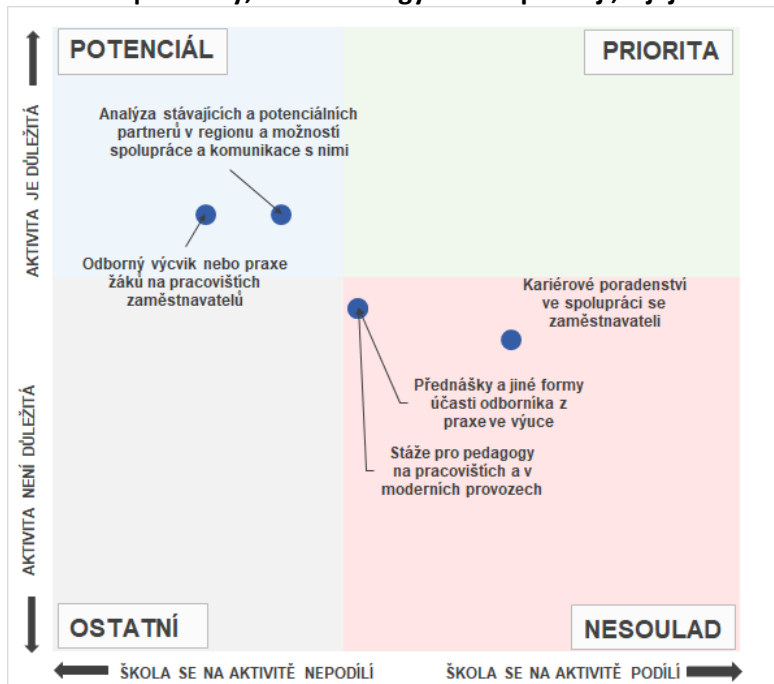 POTENCIÁL
PRIORITA
Analýza stávajících a potenciálních
partnerů v regionu a možností
spolupráce a komunikace s nimi
AKTIVITA JE DŮLEŽITÁ
Odborný výcvik nebo praxe
žáků na pracovištích
zaměstnavatelů
Kariérové poradenství
ve spolupráci se
zaměstnavateli
Přednášky a jiné formy
účasti odborníka z
praxe ve výuce
AKTIVITA NENÍ DŮLEŽITÁ
Stáže pro pedagogy
na pracovištích a v
moderních provozech
OSTATNÍ
NESOULAD
ŠKOLA SE NA AKTIVITĚ NEPODÍLÍ
ŠKOLA SE NA AKTIVITĚ PODÍLÍ